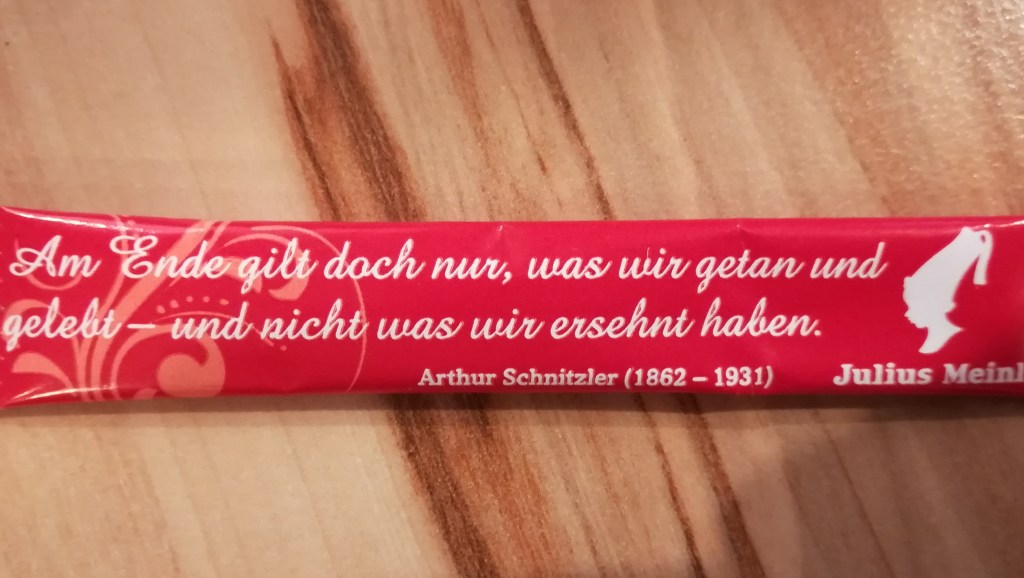 Am Ende gilt doch nur, was wir getan und
gelebt – und nicht was wir ersehnt haben.
Arthur Schnitzler (1862 – 1931)
Julius Meinl